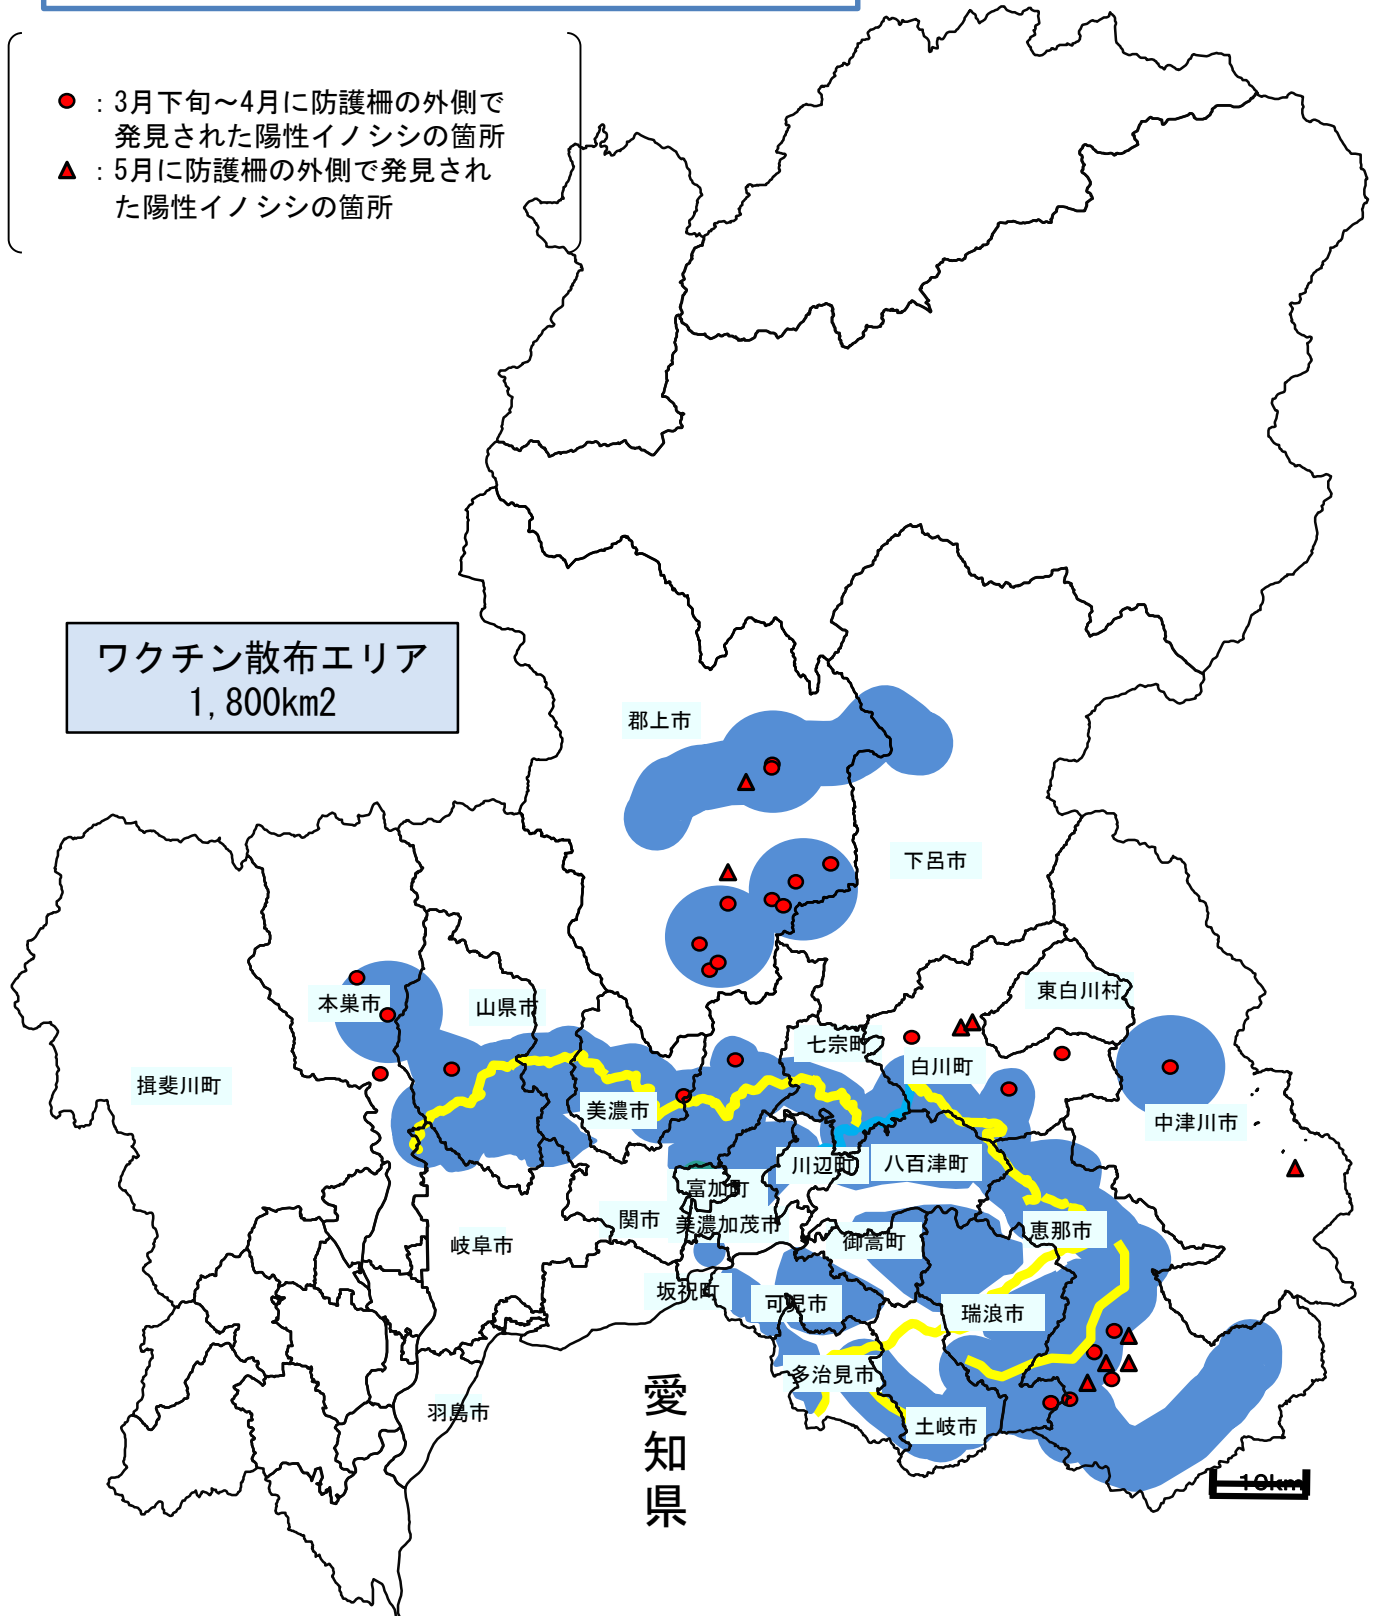 ● : 3月下旬～4月に防護柵の外側で
発見された陽性イノシシの箇所
▲ : 5月に防護柵の外側で発見され
た陽性イノシシの箇所
ワクチン散布エリア
1,800km2
郡上市
下呂市
東白川村
本巣市
山県市
七宗町
白川町
揖斐川町
美濃市
中津川市
川辺町
八百津町
富加町
関市
美濃加茂市
恵那市
岐阜市
御嵩町
坂祝町
可児市
瑞浪市
多治見市
羽島市
土岐市
愛知県
10km